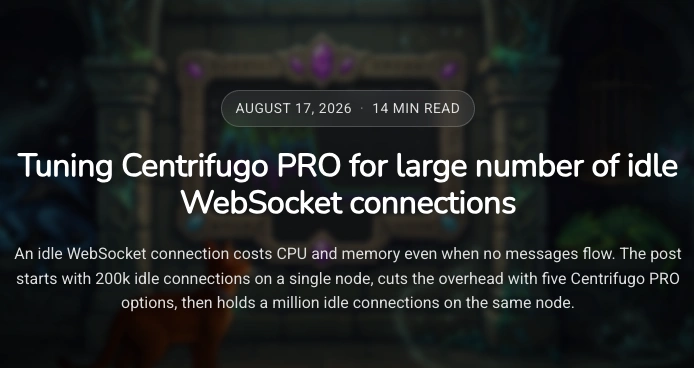 AUGUST 17, 2026 · 14 MIN READ
Tuning Centrifugo PRO for large number of idle
WebSocket connections
An idle WebSocket connection costs CPU and memory even when no messages flow. The post
starts with 200k idle connections on a single node, cuts the overhead with five Centrifugo PRO
options, then holds a million idle connections on the same node.